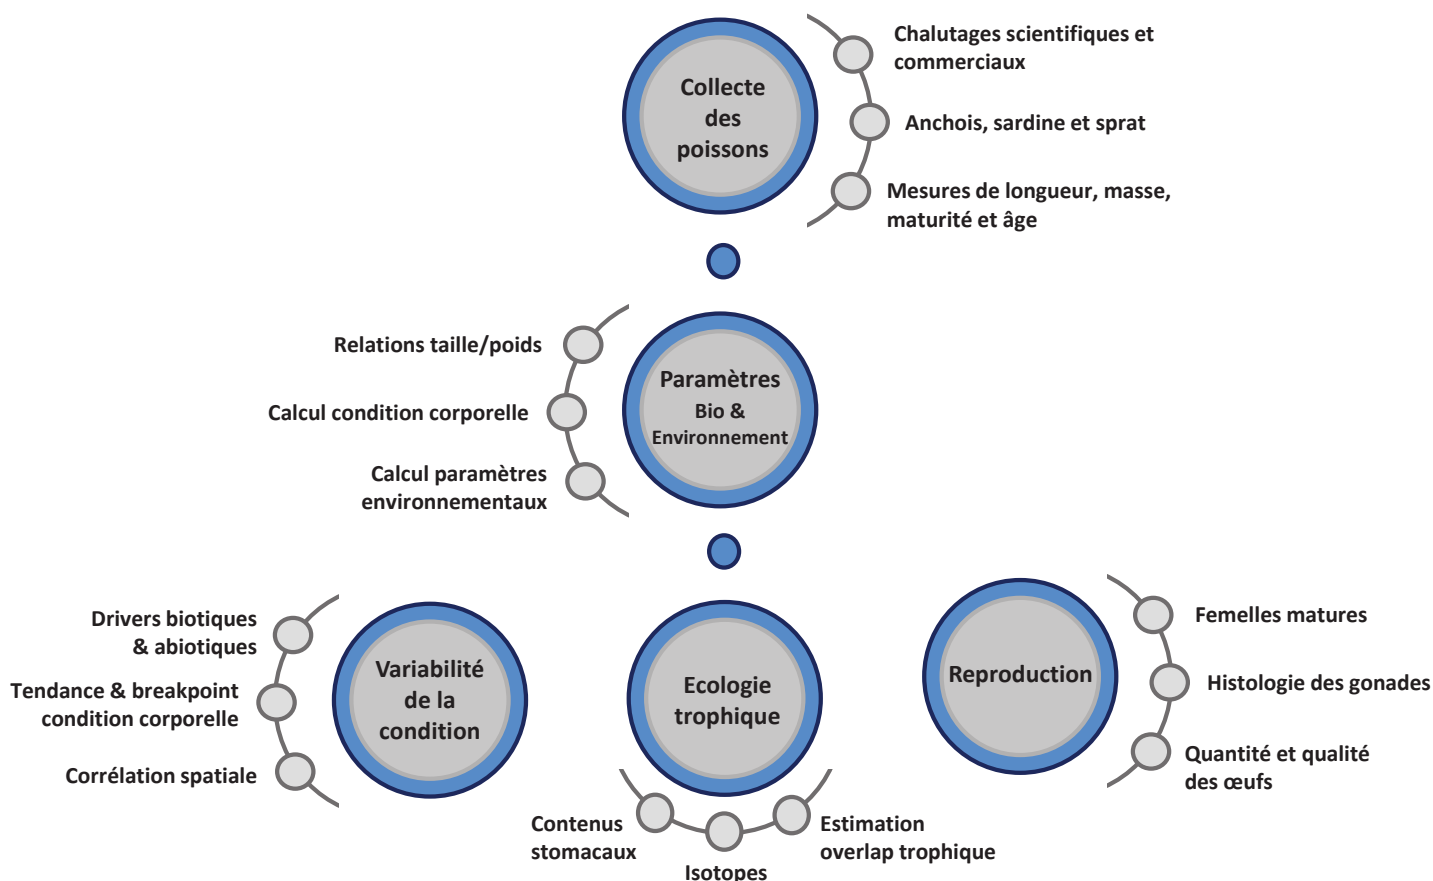 Collecte
des
poissons
Chalutages scientifiques et
commerciaux
Anchois, sardine et sprat
Mesures de longueur, masse,
maturité et âge
Relations taille/poids
Calcul condition corporelle
Calcul paramètres
environnementaux
Paramètres
Bio &
Environnement
Drivers biotiques
& abiotiques
Tendance & breakpoint
condition corporelle
Corrélation spatiale
Variabilité
de la
condition
Ecologie
trophique
Contenus
stomacaux
Isotopes
Estimation
overlap trophique
Reproduction
Femelles matures
Histologie des gonades
Quantité et qualité
des œufs